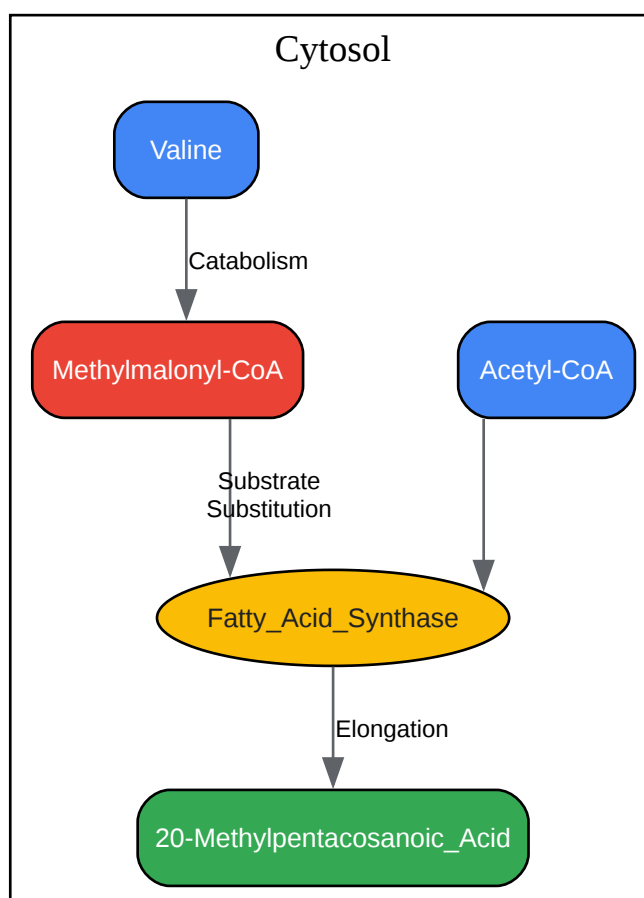 Cytosol
Valine
Catabolism
Methylmalonyl-CoA
Acetyl-CoA
Substrate
Substitution
Fatty_Acid_Synthase
Elongation
20-Methylpentacosanoic_Acid